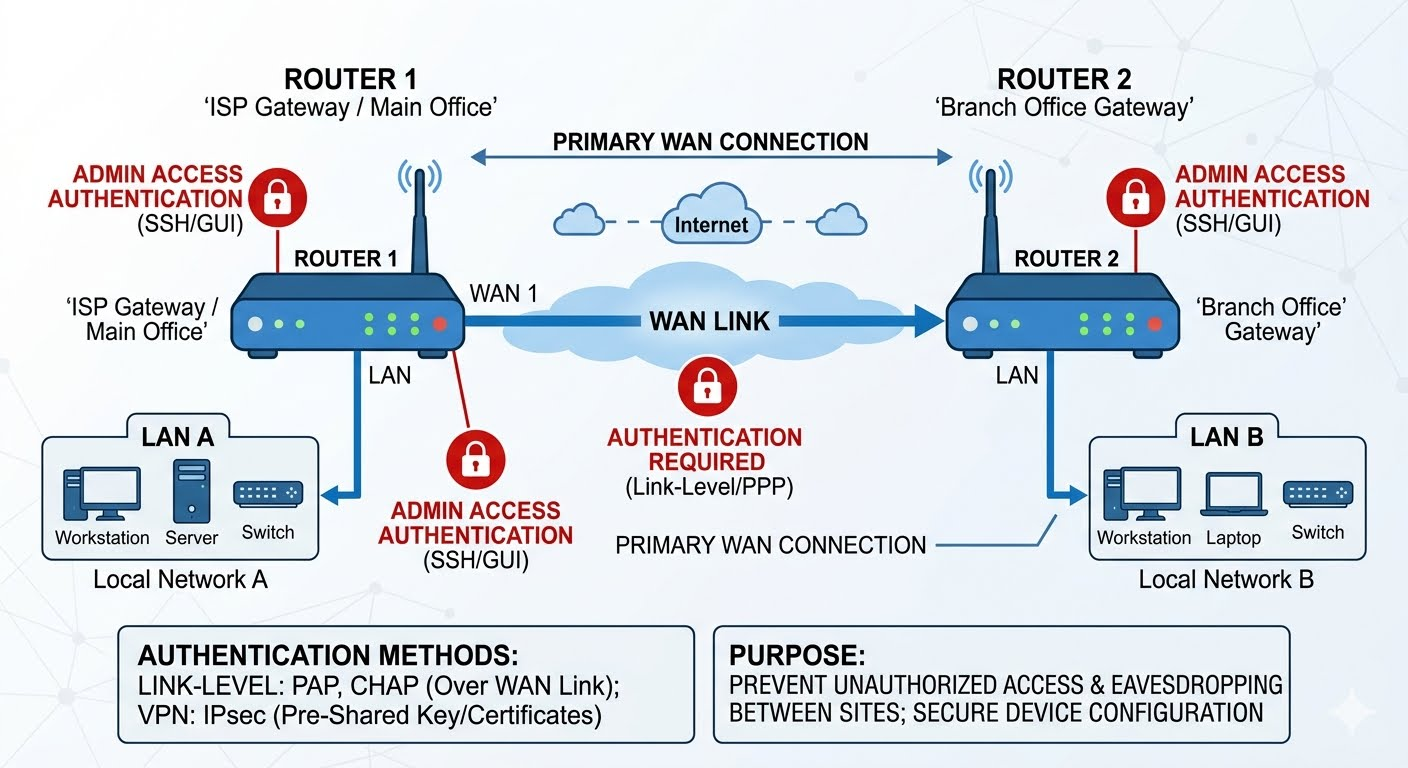 ROUTER 1
‘ISP Gateway / Main Office’
ROUTER 2
‘Branch Office Gateway’
PRIMARY WAN CONNECTION
ADMIN ACCESS
AUTHENTICATION
(SSH/GUI)
Internet
ADMIN ACCESS
AUTHENTICATION
(SSH/GUI)
ROUTER 1
ROUTER 2
‘ISP Gateway /
Main Office’
WAN 1
WAN LINK
‘Branch Office’
Gateway’
LAN
LAN
LAN A
Workstation
Server
Switch
Local Network A
ADMIN ACCESS
AUTHENTICATION
(SSH/GUI)
AUTHENTICATION
REQUIRED
(Link-Level/PPP)
PRIMARY WAN CONNECTION
LAN B
Workstation
Laptop
Switch
Local Network B
AUTHENTICATION METHODS:
LINK-LEVEL: PAP, CHAP (Over WAN Link);
VPN: IPsec (Pre-Shared Key/Certificates)
PURPOSE:
PREVENT UNAUTHORIZED ACCESS & EAVESDROPPING
BETWEEN SITES; SECURE DEVICE CONFIGURATION